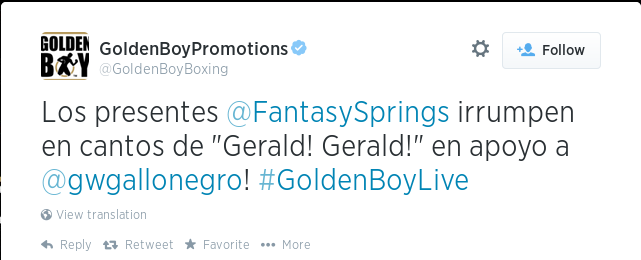 GOLDEN
BOY
GoldenBoyPromotions
@GoldenBoyBoxing
Follow
Los presentes @FantasySprings irrumpen
en cantos de "Gerald! Gerald!" en apoyo a
@gwgallonegro! #GoldenBoyLive
View translation
Reply Retweet Favorite More